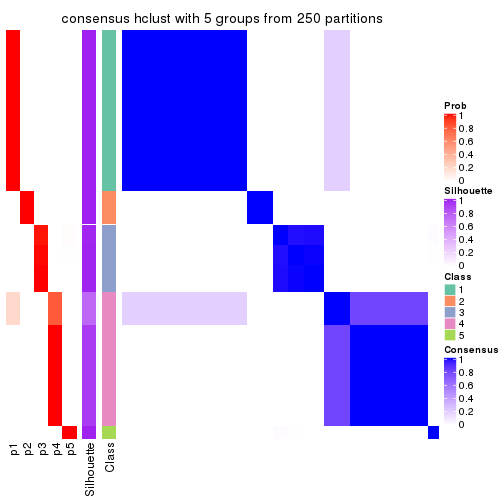 consensus hclust with 5 groups from 250 partitions
Prob
1
0.8
0.6
0.4
0.2
0
Silhouette
1
0.8
0.6
0.4
0.2
0
Class
1
2
3
4
5
Consensus
1
0.8
0.6
0.4
0.2
0
p1
p2
p3
p4
p5
Silhouette
Class